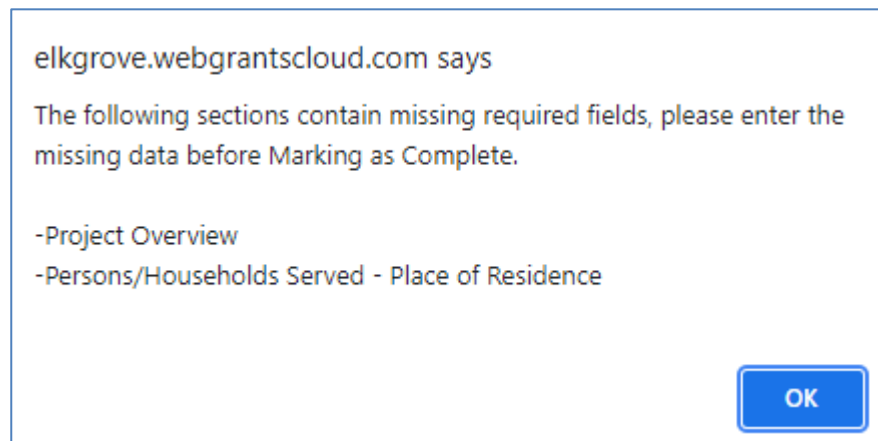 elkgrove.webgrantscloud.com says
The following sections contain missing required fields, please enter the
missing data before Marking as Complete.
-Project Overview
-Persons/Households Served - Place of Residence
OK